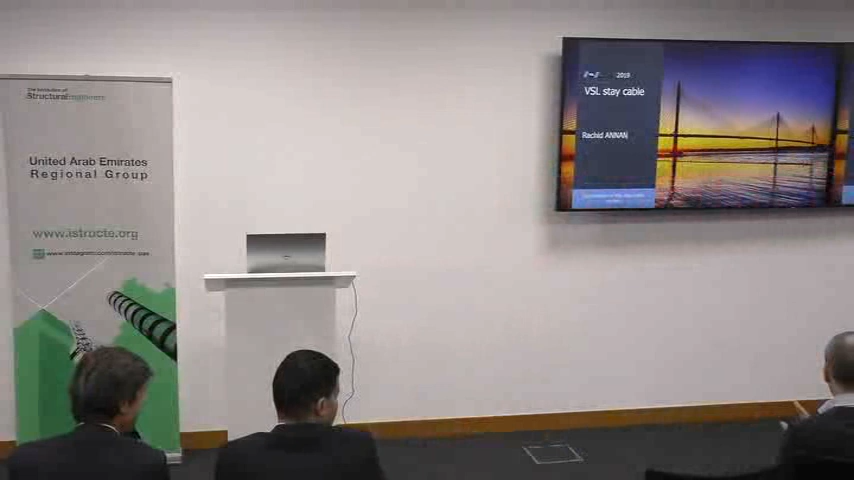 The Institution of
StructuralEngineers
United Arab Emirates
Regional Group
www.istructe.org
2019
VSL stay cable
Rachid ANNAN